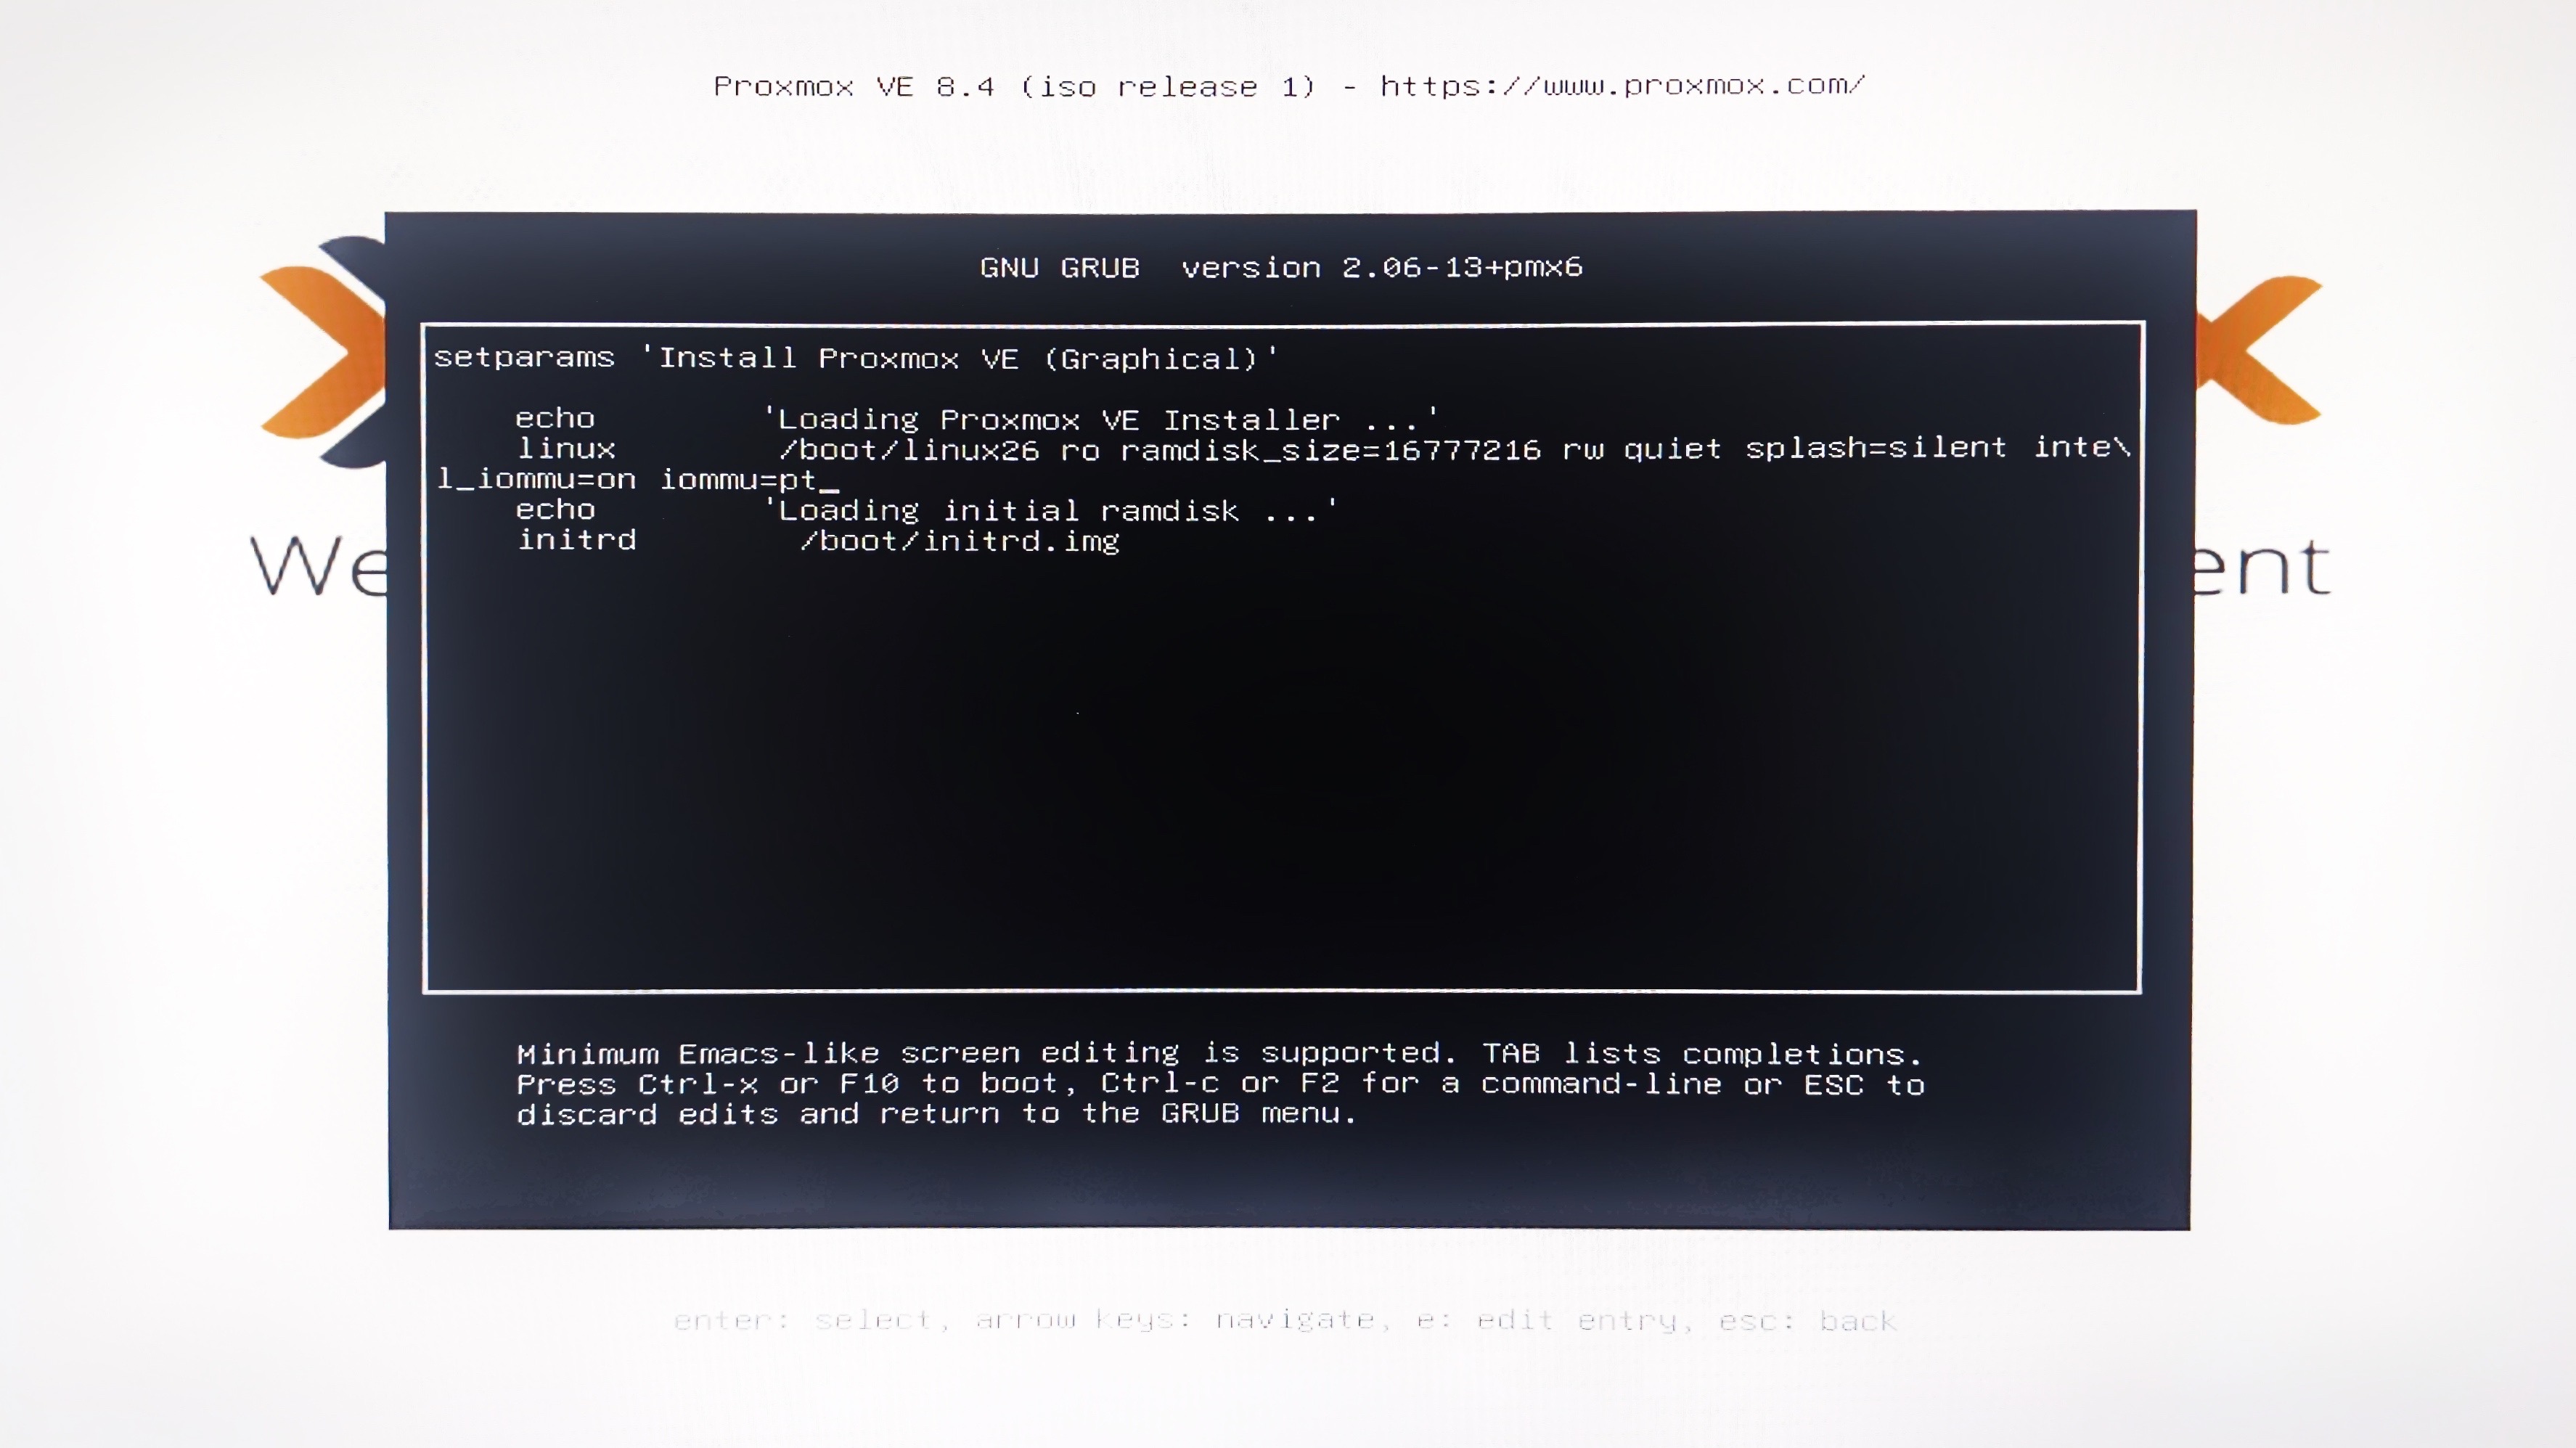 Proxmox VE 8.4 (iso release 1) - https://www.proxmox.com/
GNU GRUB  version 2.06-13+pmx6
setparams 'Install Proxmox VE (Graphical)'
echo 'Loading Proxmox VE Installer ...'
linux /boot/linux26 ro ramdisk_size=16777216 rw quiet splash=silent inte\
l_iommu=on iommu=pt_
echo 'Loading initial ramdisk ...'
initrd /boot/initrd.img
We
ent
Minimum Emacs-like screen editing is supported. TAB lists completions.
Press Ctrl-x or F10 to boot, Ctrl-c or F2 for a command-line or ESC to
discard edits and return to the GRUB menu.
enter: select, arrow keys: navigate, e: edit entry, esc: back